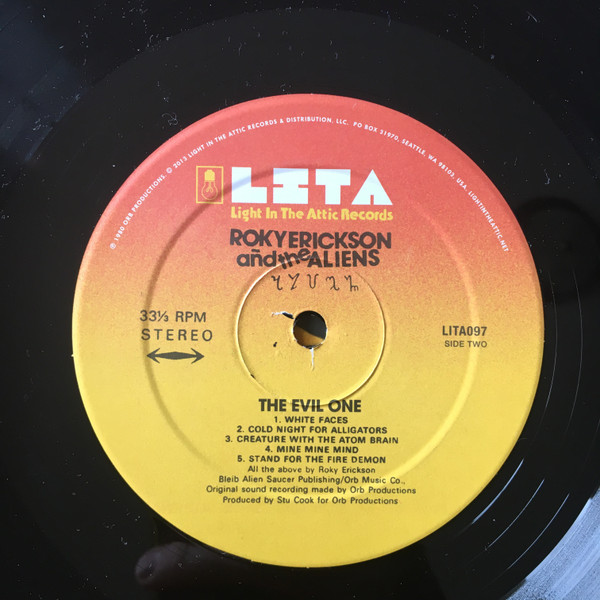 ℗ 1980 ORB PRODUCTIONS. © 2013 LIGHT IN THE ATTIC RECORDS & DISTRIBUTION, LLC. PO BOX 31970, SEATTLE, WA 98103, USA. LIGHTINTHEATTIC.NET
LITA
Light In The Attic Records
ROKY ERICKSON
and the ALIENS
33⅓ RPM
STEREO
LITA097
SIDE TWO
THE EVIL ONE
1. WHITE FACES
2. COLD NIGHT FOR ALLIGATORS
3. CREATURE WITH THE ATOM BRAIN
4. MINE MINE MIND
5. STAND FOR THE FIRE DEMON
All the above by Roky Erickson
Bleib Alien Saucer Publishing/Orb Music Co.,
Original sound recording made by Orb Productions
Produced by Stu Cook for Orb Productions